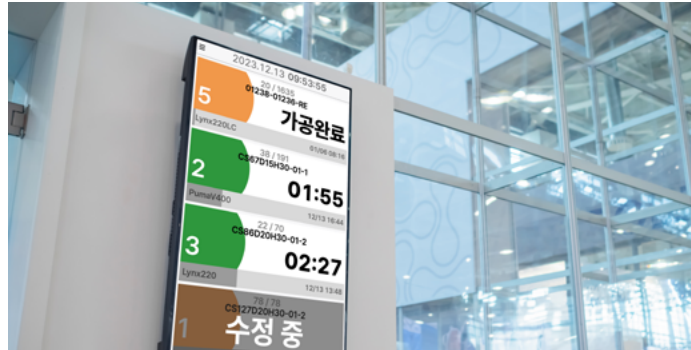 2023.12.13 09:53:55
20 / 1635
01238-01236-RE
5
가공완료
Lynx220LC
01/06 06:16
38 / 191
CS67D15H30-01-1
2
01:55
PumaV400
12/13 16:44
22 / 70
CS86D20H30-01-2
3
02:27
Lynx220
12/13 13:48
78 / 78
CS127D20H30-01-2
1
수정 중